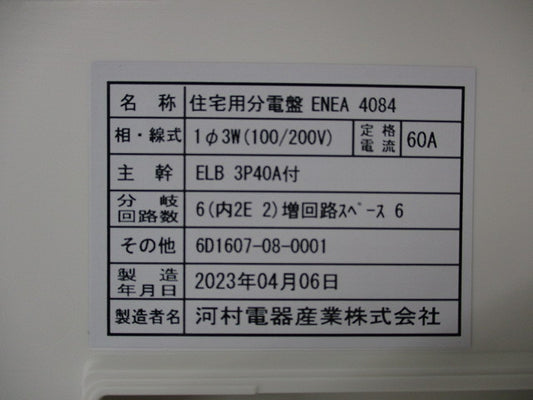 名称 住宅用分電盤 ENEA 4084
相・線式 1φ3W(100/200V) 定格電流 60A
主幹 ELB 3P40A付
分岐回路数 6(内2E 2)増回路ｽﾍﾟｰｽ 6
その他 6D1607-08-0001
製造年月日 2023年04月06日
製造者名 河村電器産業株式会社